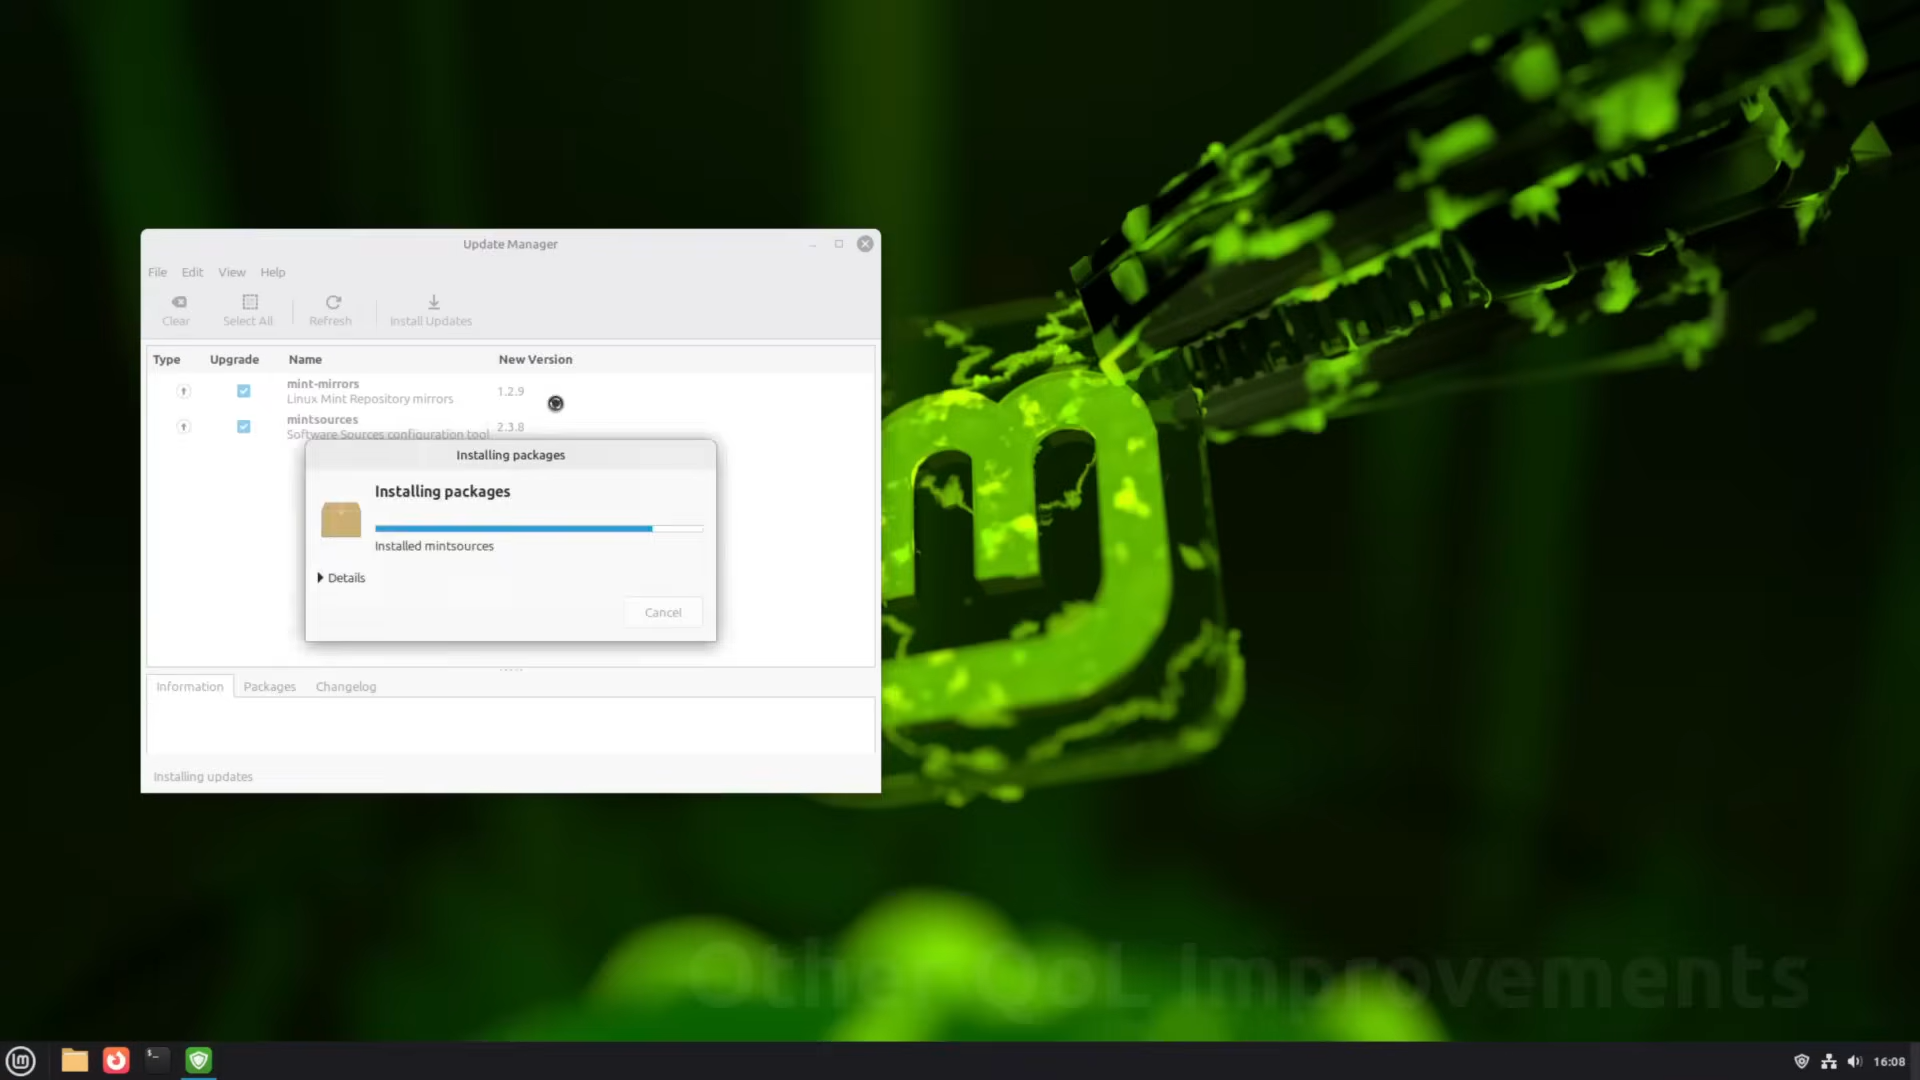 Update Manager
File Edit View Help
Clear Select All Refresh Install Updates
Type Upgrade Name New Version
mint-mirrors
Linux Mint Repository mirrors 1.2.9
mintsources
Software Sources configuration tool 2.3.8
Installing packages
Installing packages
Installed mintsources
Details
Cancel
Information Packages Changelog
Installing updates
Other QoL Improvements
16:08